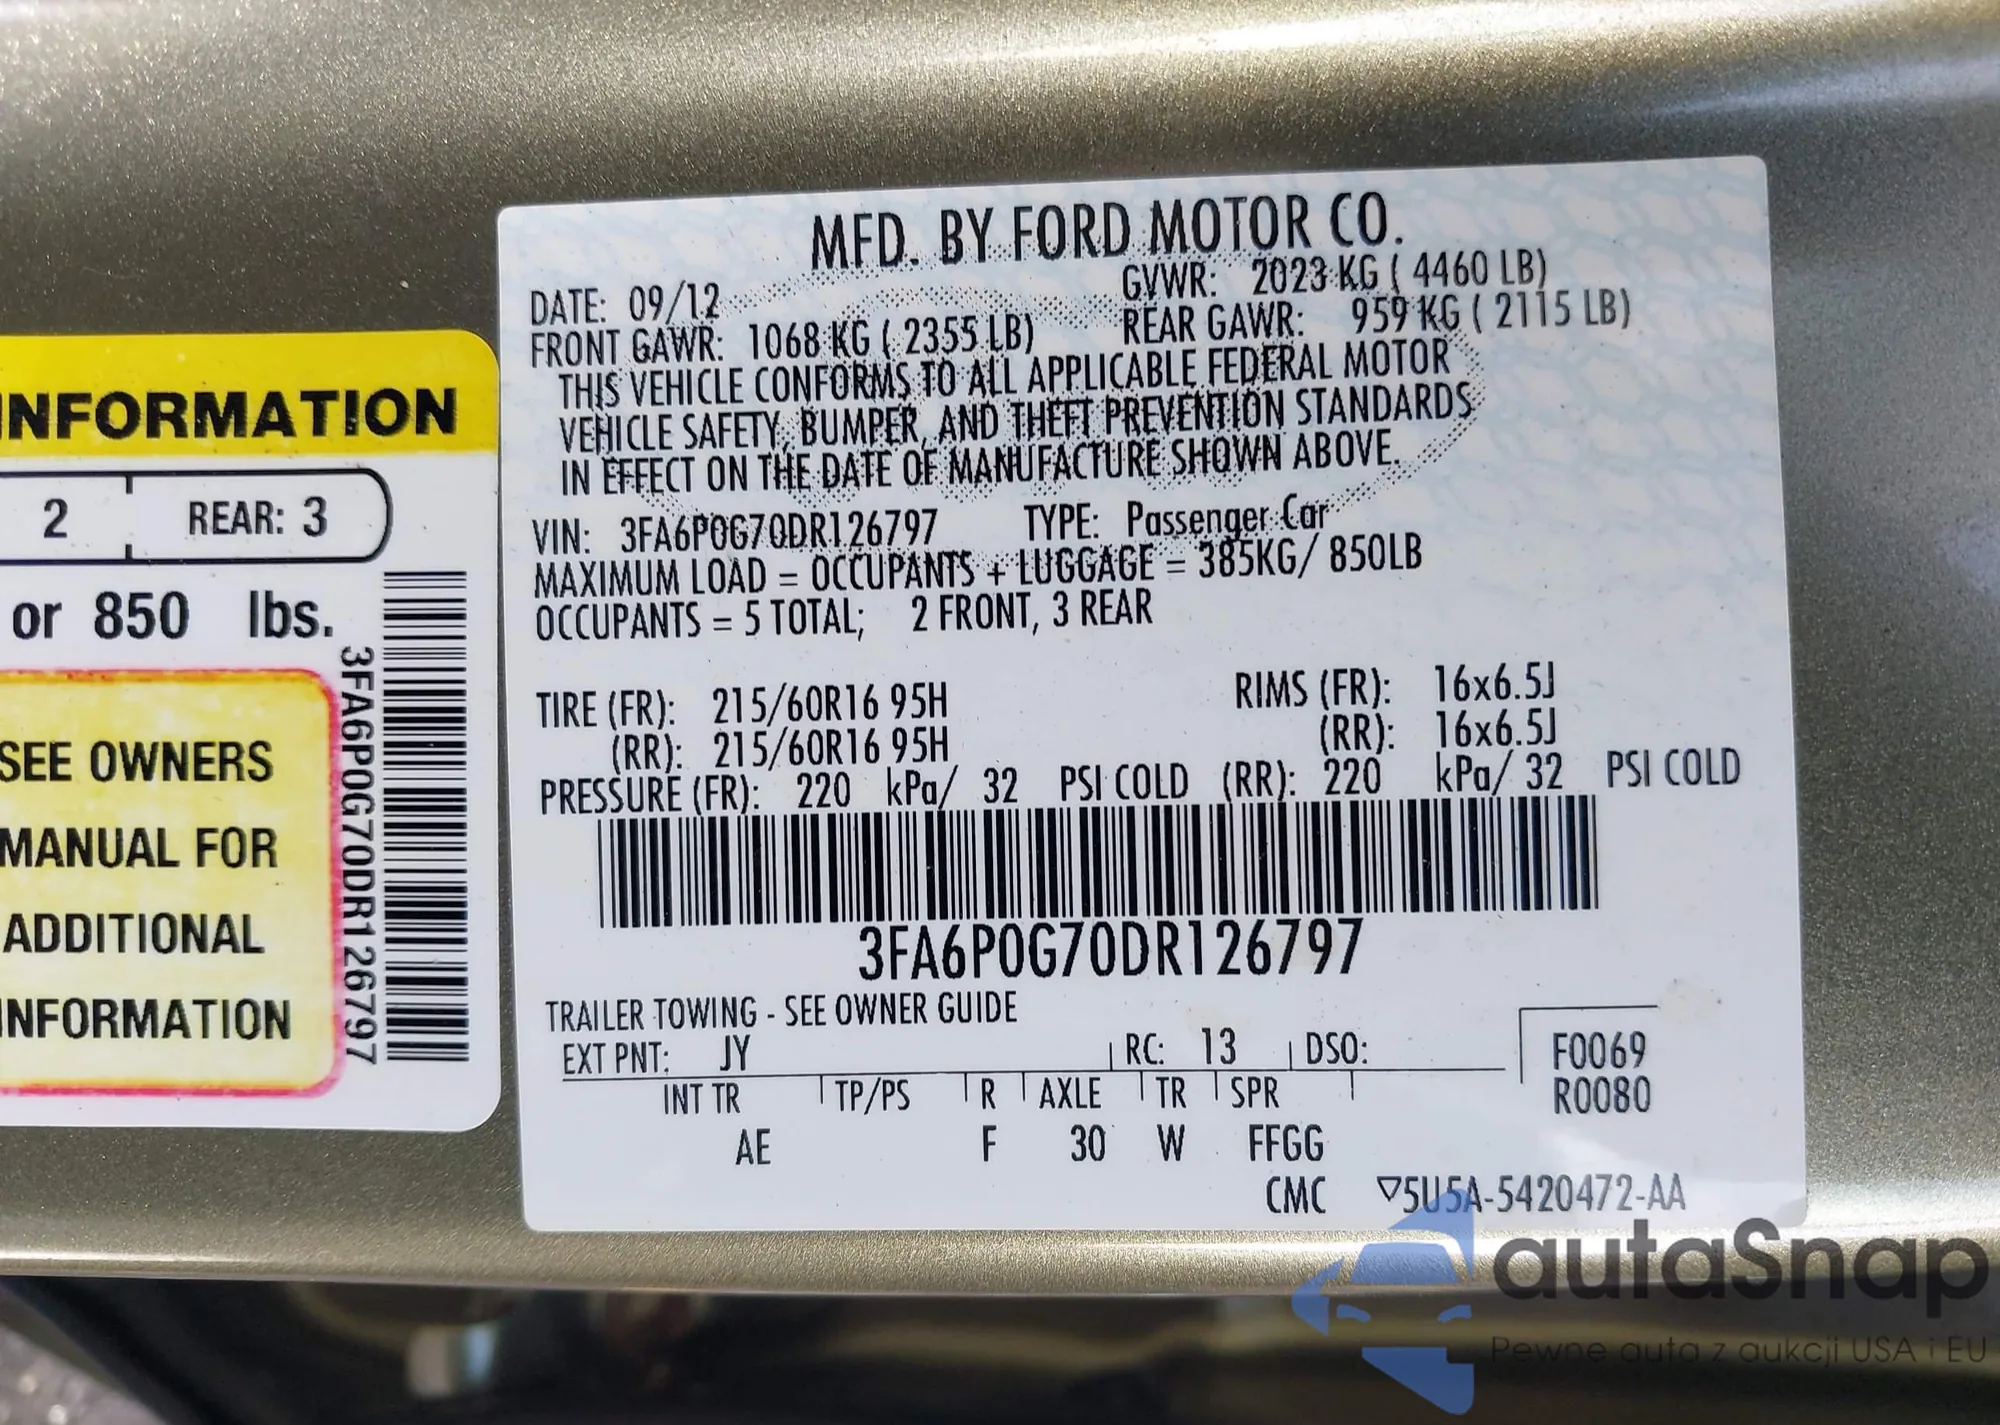 INFORMATION
2 REAR: 3
or 850 lbs.
SEE OWNERS
MANUAL FOR
ADDITIONAL
INFORMATION
3FA6P0G70DR126797
MFD. BY FORD MOTOR CO.
DATE: 09/12 GVWR: 2023 KG ( 4460 LB)
FRONT GAWR: 1068 KG ( 2355 LB) REAR GAWR: 959 KG ( 2115 LB)
THIS VEHICLE CONFORMS TO ALL APPLICABLE FEDERAL MOTOR
VEHICLE SAFETY, BUMPER, AND THEFT PREVENTION STANDARDS
IN EFFECT ON THE DATE OF MANUFACTURE SHOWN ABOVE.
VIN: 3FA6P0G70DR126797 TYPE: Passenger Car
MAXIMUM LOAD = OCCUPANTS + LUGGAGE = 385KG/ 850LB
OCCUPANTS = 5 TOTAL; 2 FRONT, 3 REAR
TIRE (FR): 215/60R16 95H RIMS (FR): 16x6.5J
(RR): 215/60R16 95H (RR): 16x6.5J
PRESSURE (FR): 220 kPa/ 32 PSI COLD (RR): 220 kPa/ 32 PSI COLD
3FA6P0G70DR126797
TRAILER TOWING - SEE OWNER GUIDE
EXT PNT: JY RC: 13 DSO: F0069
INT TR TP/PS R AXLE TR SPR R0080
AE F 30 W FFGG
CMC ▽5U5A-5420472-AA
autaSnap
Pewne auta z aukcji USA i EU